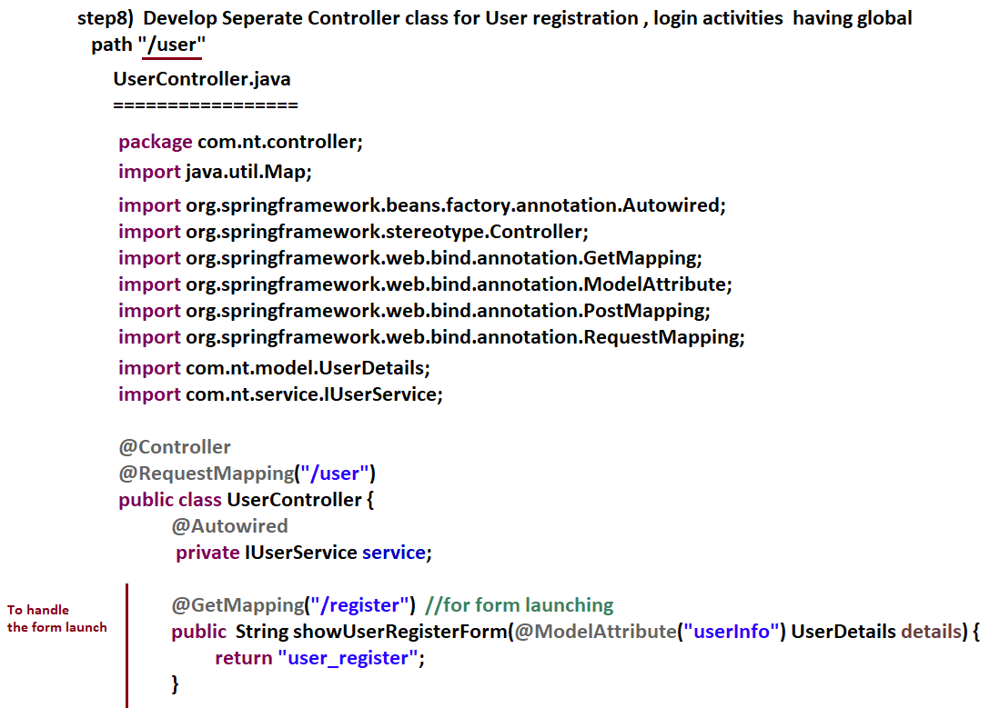 step8)  Develop Seperate Controller class for User registration , login activities  having global
path "/user"
UserController.java
=================
package com.nt.controller;
import java.util.Map;
import org.springframework.beans.factory.annotation.Autowired;
import org.springframework.stereotype.Controller;
import org.springframework.web.bind.annotation.GetMapping;
import org.springframework.web.bind.annotation.ModelAttribute;
import org.springframework.web.bind.annotation.PostMapping;
import org.springframework.web.bind.annotation.RequestMapping;
import com.nt.model.UserDetails;
import com.nt.service.IUserService;
@Controller
@RequestMapping("/user")
public class UserController {
@Autowired
private IUserService service;
To handle
the form launch
@GetMapping("/register")  //for form launching
public  String showUserRegisterForm(@ModelAttribute("userInfo") UserDetails details) {
return "user_register";
}